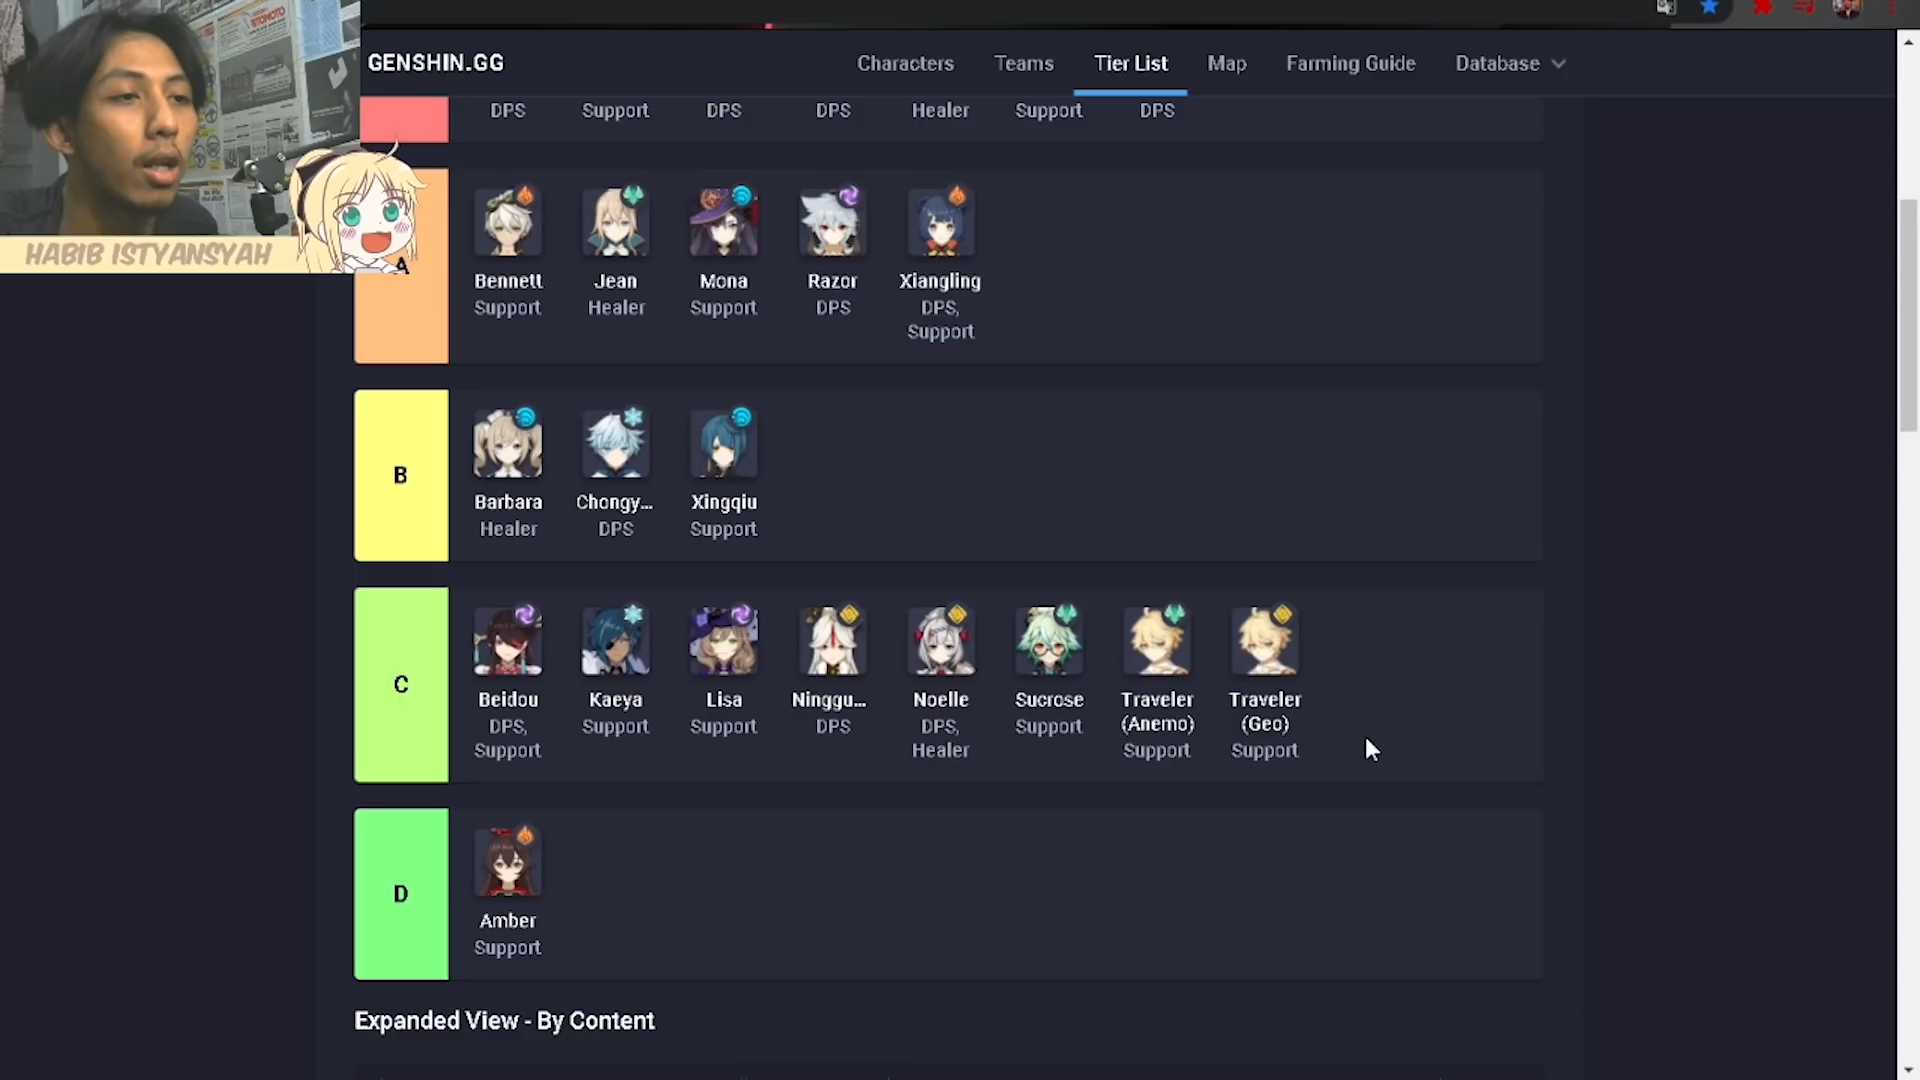 GENSHIN.GG
Characters Teams Tier List Map Farming Guide Database
DPS Support DPS DPS Healer Support DPS
HABIB ISTYANSYAH
A
Bennett Jean Mona Razor Xiangling
Support Healer Support DPS DPS,
Support
B
Barbara Chongy... Xingqiu
Healer DPS Support
C
Beidou Kaeya Lisa Ninggu... Noelle Sucrose Traveler Traveler
(Anemo) (Geo)
DPS, Support Support DPS DPS, Support
Support Healer Support Support
D
Amber
Support
Expanded View - By Content